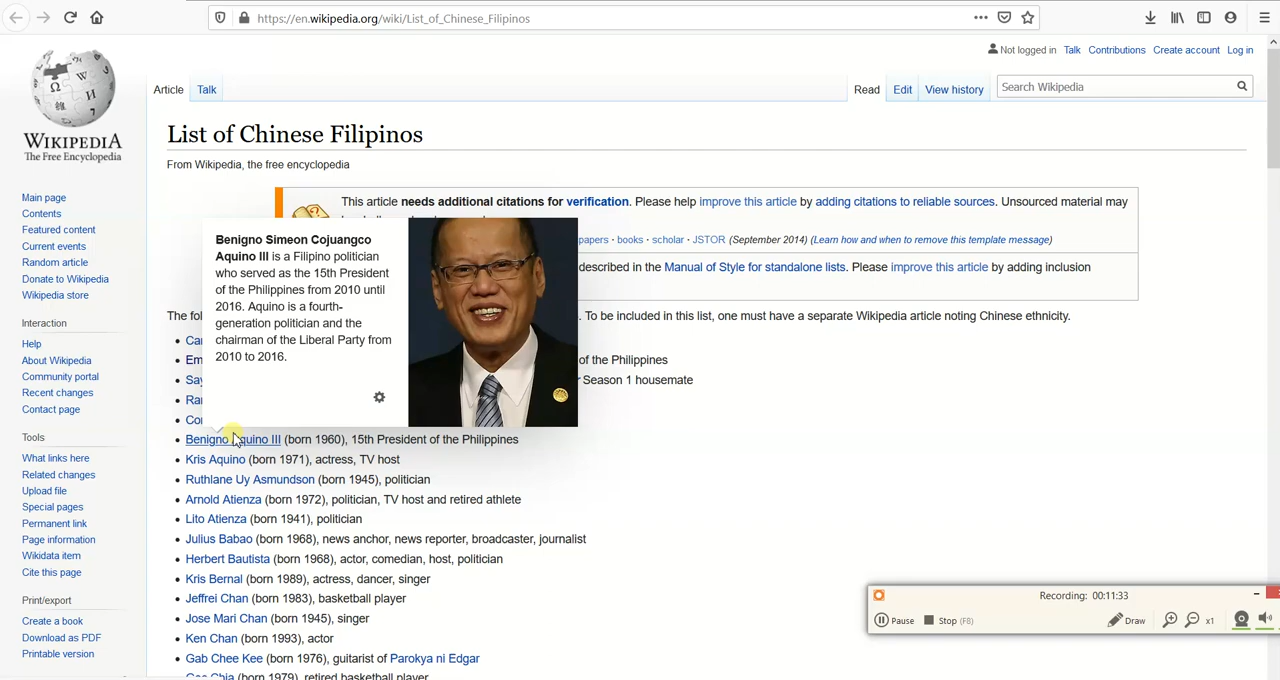 https://en.wikipedia.org/wiki/List_of_Chinese_Filipinos
Not logged in Talk Contributions Create account Log in
Article Talk Read Edit View history Search Wikipedia
WIKIPEDIA
The Free Encyclopedia
List of Chinese Filipinos
From Wikipedia, the free encyclopedia
This article needs additional citations for verification. Please help improve this article by adding citations to reliable sources. Unsourced material may
papers · books · scholar · JSTOR (September 2014) (Learn how and when to remove this template message)
described in the Manual of Style for standalone lists. Please improve this article by adding inclusion
Main page
Contents
Featured content
Current events
Random article
Donate to Wikipedia
Wikipedia store
Interaction
Help
About Wikipedia
Community portal
Recent changes
Contact page
Tools
What links here
Related changes
Upload file
Special pages
Permanent link
Page information
Wikidata item
Cite this page
Print/export
Create a book
Download as PDF
Printable version
Benigno Simeon Cojuangco
Aquino III is a Filipino politician
who served as the 15th President
of the Philippines from 2010 until
2016. Aquino is a fourth-
generation politician and the
chairman of the Liberal Party from
2010 to 2016.
The fol . To be included in this list, one must have a separate Wikipedia article noting Chinese ethnicity.
• Ca
• Em of the Philippines
• Say Season 1 housemate
• Ra
• Co
• Benigno Aquino III (born 1960), 15th President of the Philippines
• Kris Aquino (born 1971), actress, TV host
• Ruthlane Uy Asmundson (born 1945), politician
• Arnold Atienza (born 1972), politician, TV host and retired athlete
• Lito Atienza (born 1941), politician
• Julius Babao (born 1968), news anchor, news reporter, broadcaster, journalist
• Herbert Bautista (born 1968), actor, comedian, host, politician
• Kris Bernal (born 1989), actress, dancer, singer
• Jeffrei Chan (born 1983), basketball player
• Jose Mari Chan (born 1945), singer
• Ken Chan (born 1993), actor
• Gab Chee Kee (born 1976), guitarist of Parokya ni Edgar
• Geo Chia (born 1979), retired basketball player
Recording: 00:11:33
Pause Stop (F8) Draw x1